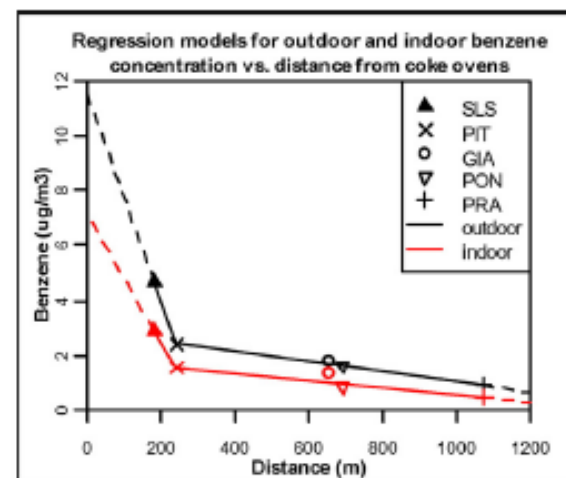 Regression models for outdoor and indoor benzene
concentration vs. distance from coke ovens
Benzene (ug/m3)
12
10
8
6
4
2
0
SLS
PIT
GIA
PON
PRA
outdoor
indoor
0 200 400 600 800 1000 1200
Distance (m)